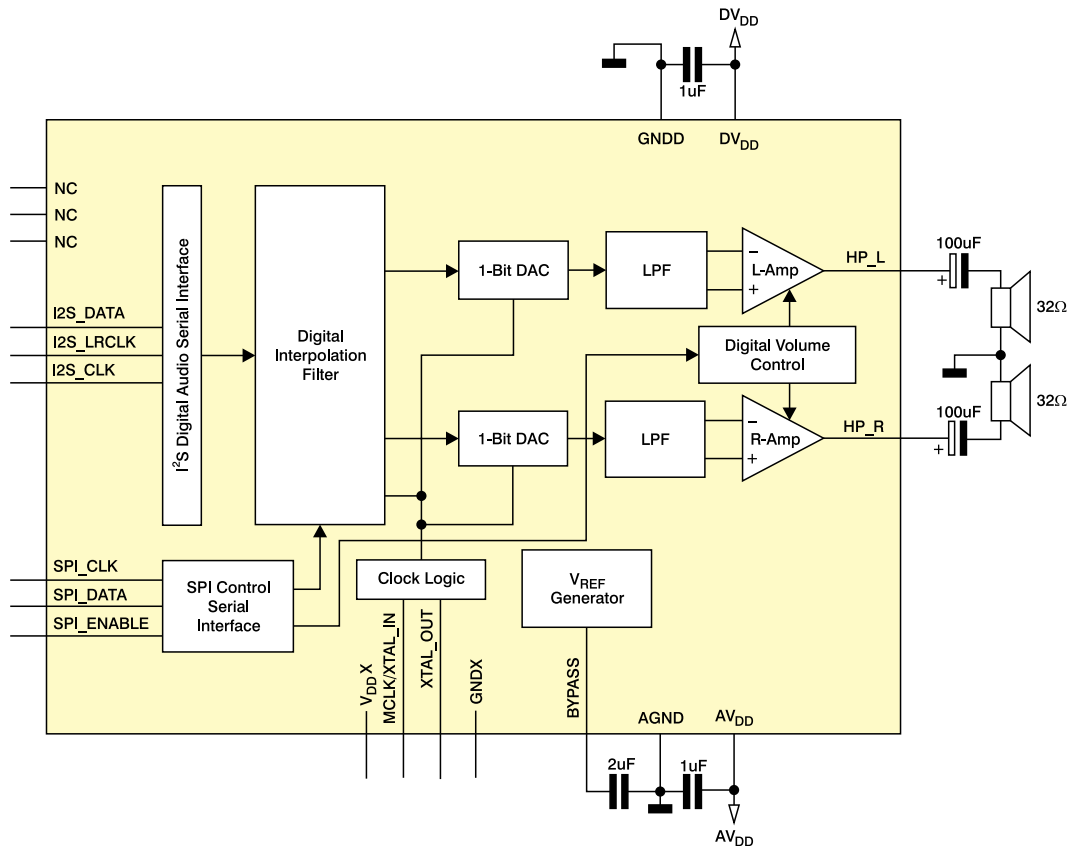 DVDD
1uF
GNDD
DVDD
NC
NC
NC
I2S_DATA
I2S_LRCLK
I2S_CLK
I²S Digital Audio Serial Interface
Digital
Interpolation
Filter
1-Bit DAC
LPF
−
+
L-Amp
HP_L
100uF
+
32Ω
Digital Volume
Control
1-Bit DAC
LPF
−
+
R-Amp
HP_R
100uF
+
32Ω
SPI_CLK
SPI_DATA
SPI_ENABLE
SPI Control
Serial
Interface
Clock Logic
VREF
Generator
VDDX
MCLK/XTAL_IN
XTAL_OUT
GNDX
BYPASS
AGND
AVDD
2uF
1uF
AVDD